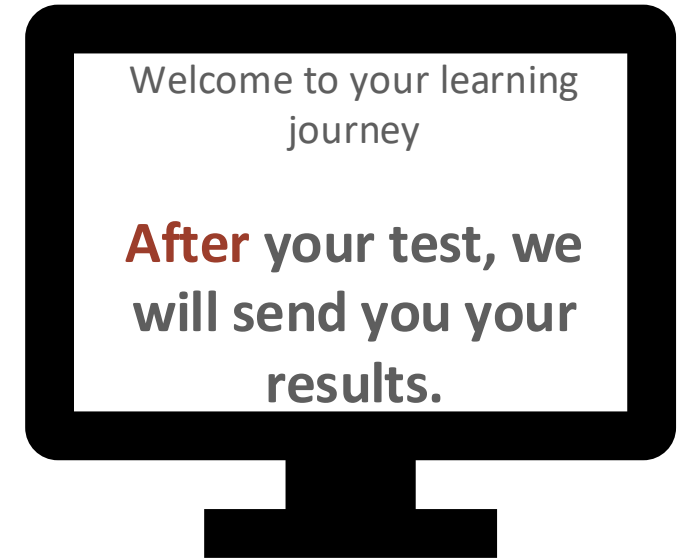 Welcome to your learning
journey
After your test, we
will send you your
results.